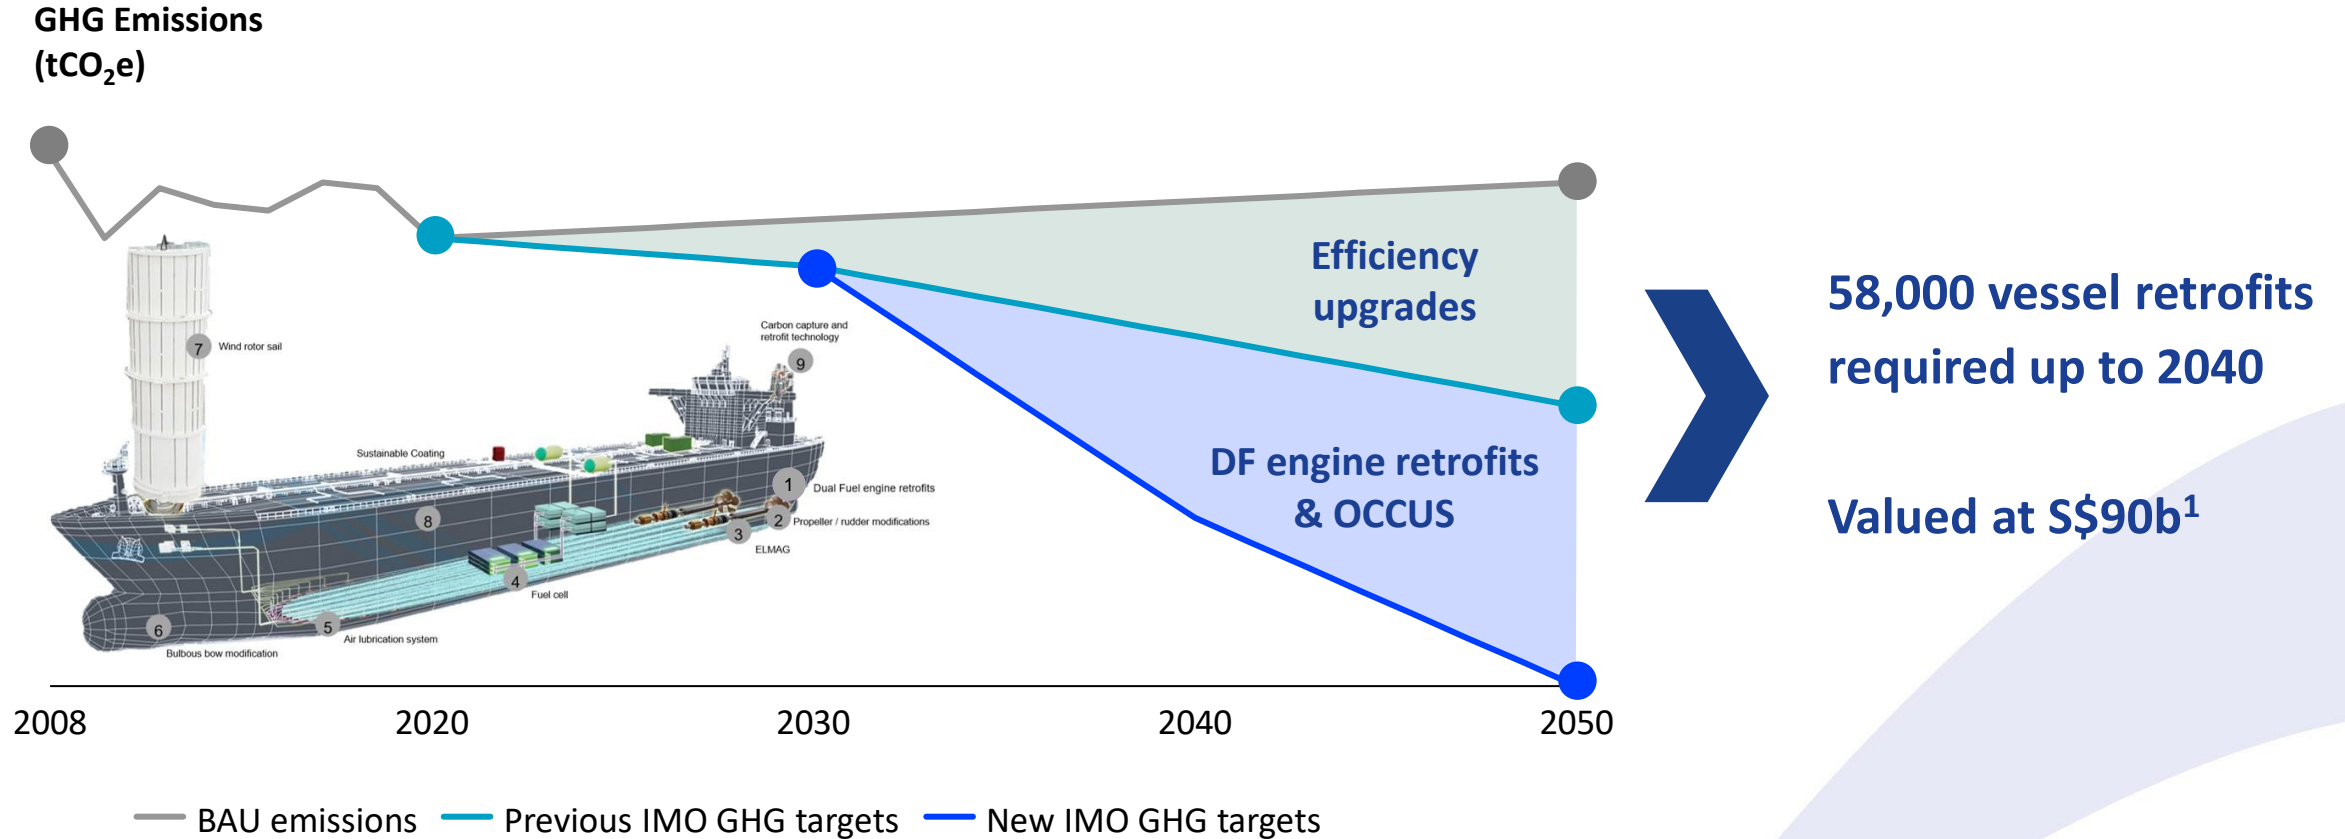 GHG Emissions
(tCO₂e)
7 Wind rotor sail
Carbon capture and
retrofit technology
9
Sustainable Coating
8
1 Dual Fuel engine retrofits
2 Propeller / rudder modifications
3
ELMAG
4
Fuel cell
5
Air lubrication system
6
Bulbous bow modification
Efficiency
upgrades
DF engine retrofits
& OCCUS
58,000 vessel retrofits
required up to 2040
Valued at S$90b¹
2008 2020 2030 2040 2050
BAU emissions Previous IMO GHG targets New IMO GHG targets